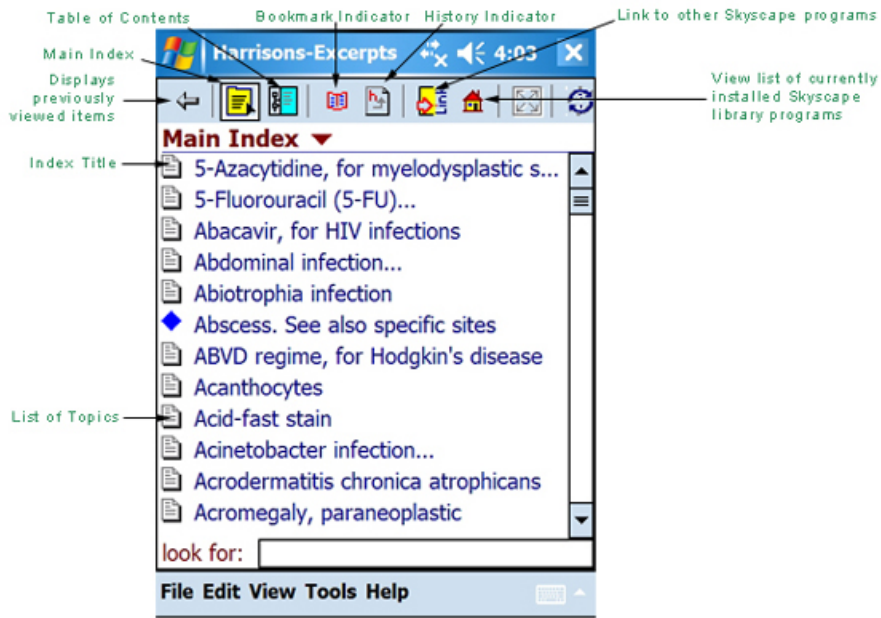 Table of Contents
Bookmark Indicator
History Indicator
Link to other Skyscape programs
Main Index
Displays
previously
viewed items
View list of currently
installed Skyscape
library programs
Harrisons-Excerpts
4:03
Link
Main Index
Index Title
5-Azacytidine, for myelodysplastic s...
5-Fluorouracil (5-FU)...
Abacavir, for HIV infections
Abdominal infection...
Abiotrophia infection
Abscess. See also specific sites
ABVD regime, for Hodgkin's disease
Acanthocytes
List of Topics
Acid-fast stain
Acinetobacter infection...
Acrodermatitis chronica atrophicans
Acromegaly, paraneoplastic
look for:
File Edit View Tools Help